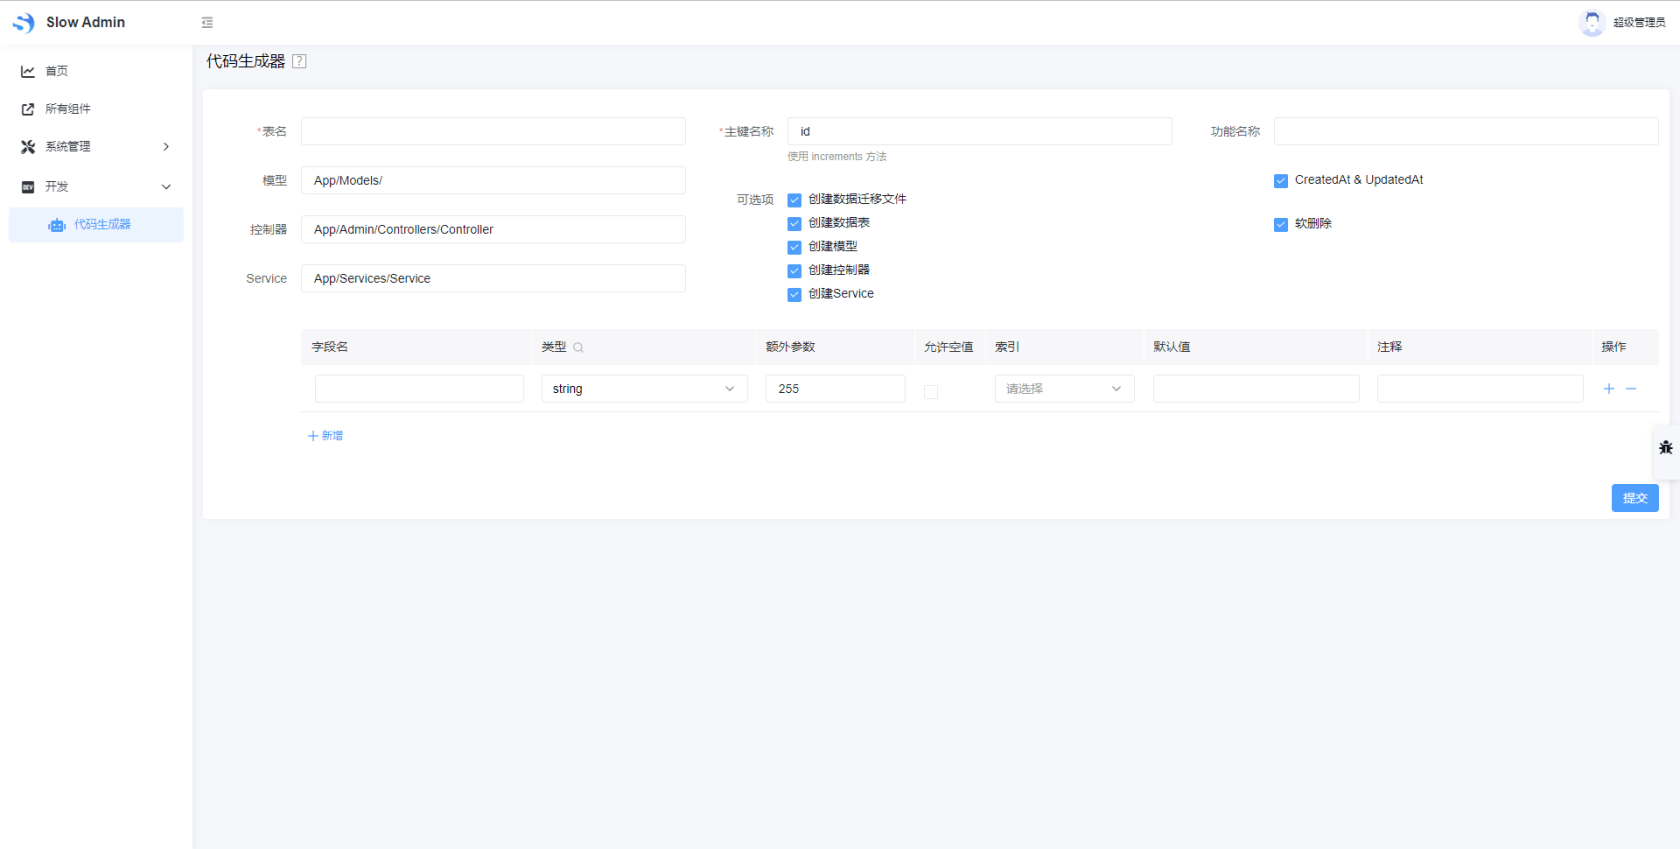 Slow Admin
超级管理员
首页
所有组件
系统管理
DEV 开发
代码生成器
代码生成器 ?
*表名
*主键名称 id
功能名称
使用 increments 方法
模型 App/Models/
CreatedAt & UpdatedAt
可选项 创建数据迁移文件
创建数据表
软删除
控制器 App/Admin/Controllers/Controller
创建模型
创建控制器
Service App/Services/Service
创建Service
字段名 类型 额外参数 允许空值 索引 默认值 注释 操作
string 255 请选择
新增
提交